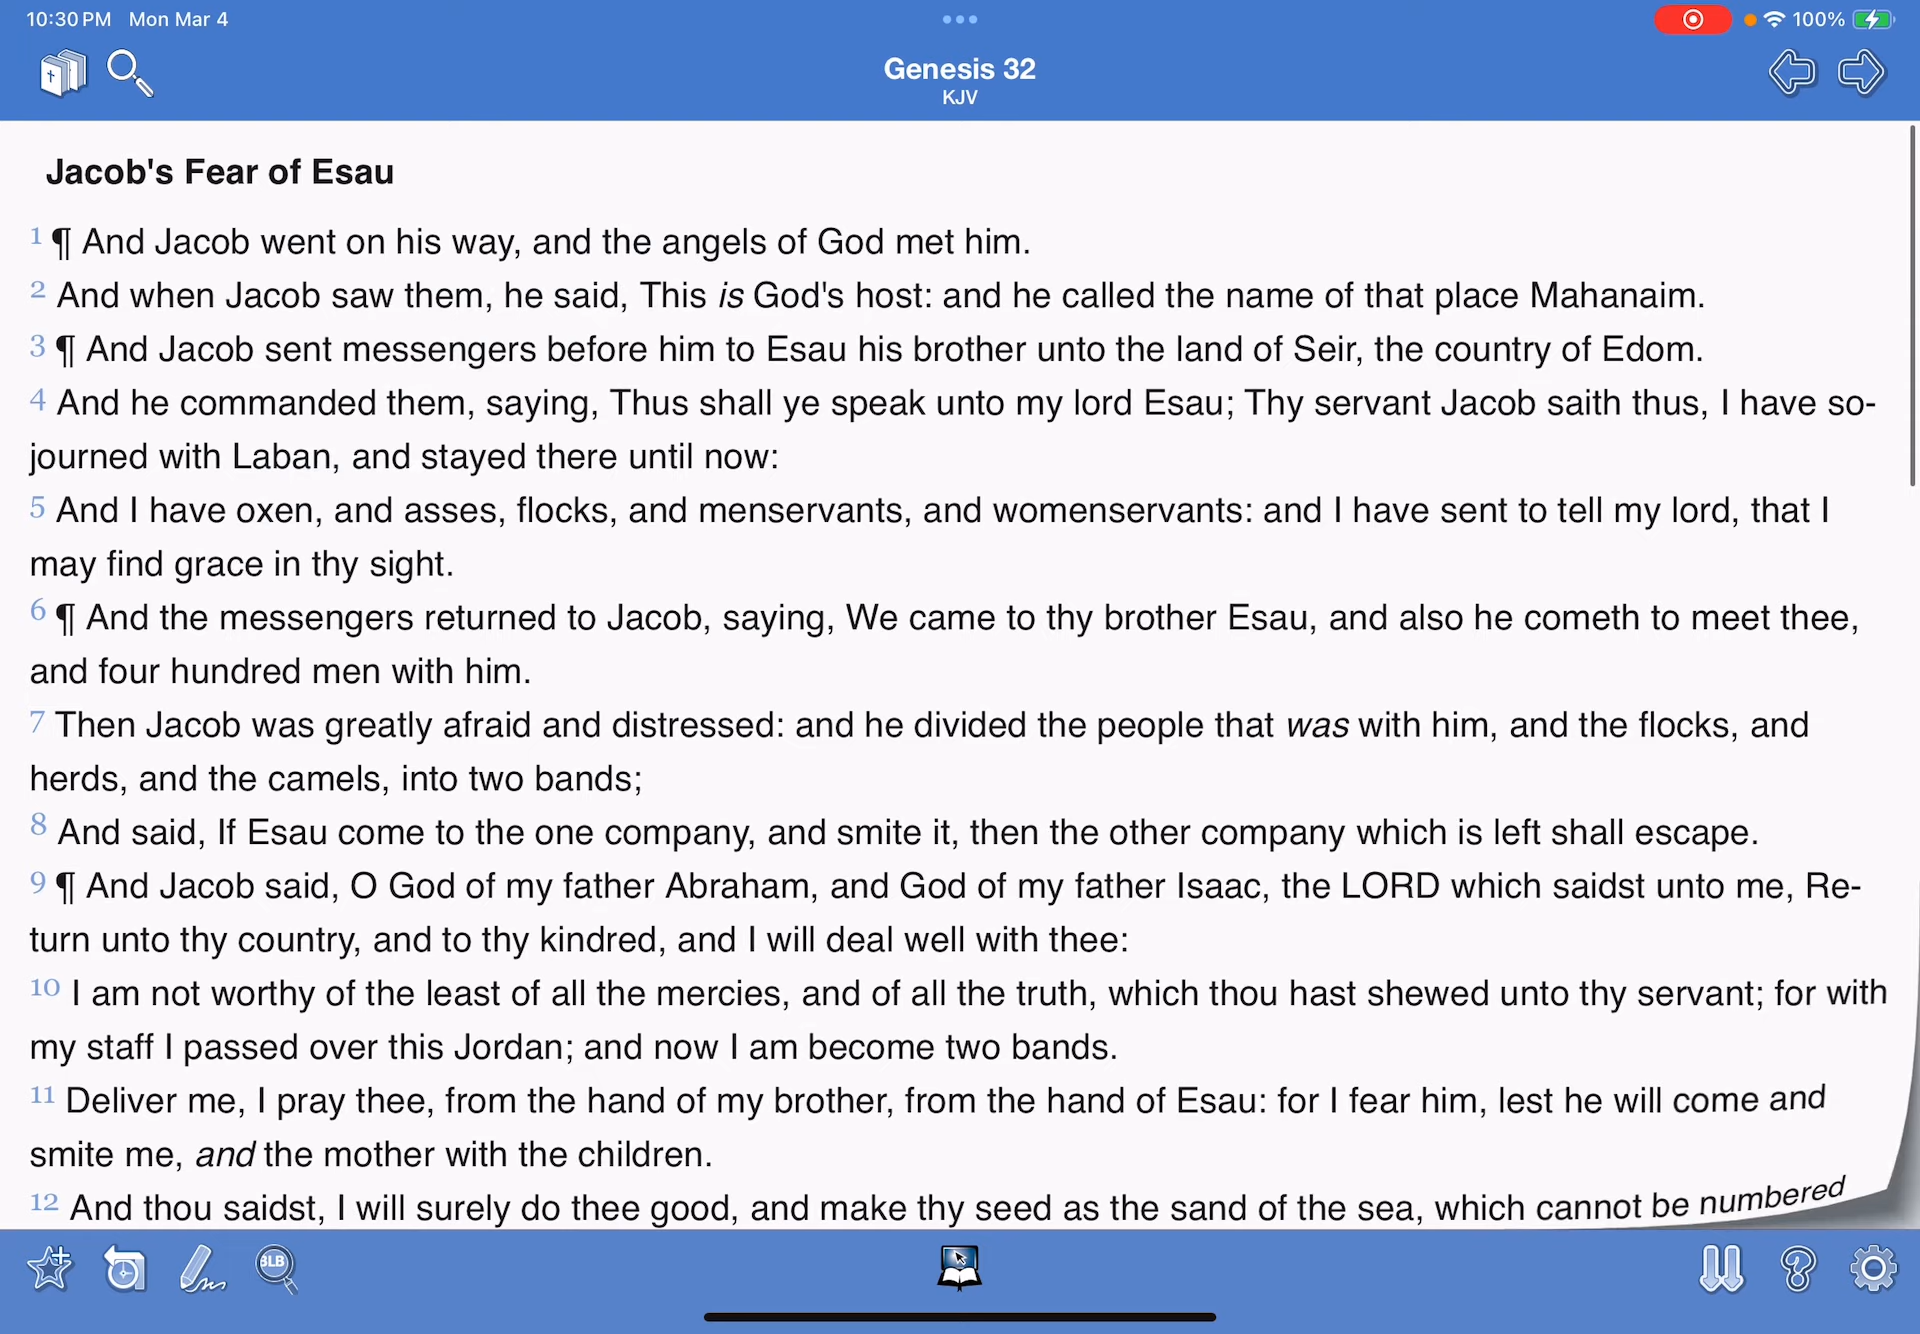 10:30 PM Mon Mar 4
100%
Genesis 32
KJV
Jacob's Fear of Esau
1 ¶ And Jacob went on his way, and the angels of God met him.
2 And when Jacob saw them, he said, This is God's host: and he called the name of that place Mahanaim.
3 ¶ And Jacob sent messengers before him to Esau his brother unto the land of Seir, the country of Edom.
4 And he commanded them, saying, Thus shall ye speak unto my lord Esau; Thy servant Jacob saith thus, I have so-
journed with Laban, and stayed there until now:
5 And I have oxen, and asses, flocks, and menservants, and womenservants: and I have sent to tell my lord, that I
may find grace in thy sight.
6 ¶ And the messengers returned to Jacob, saying, We came to thy brother Esau, and also he cometh to meet thee,
and four hundred men with him.
7 Then Jacob was greatly afraid and distressed: and he divided the people that was with him, and the flocks, and
herds, and the camels, into two bands;
8 And said, If Esau come to the one company, and smite it, then the other company which is left shall escape.
9 ¶ And Jacob said, O God of my father Abraham, and God of my father Isaac, the LORD which saidst unto me, Re-
turn unto thy country, and to thy kindred, and I will deal well with thee:
10 I am not worthy of the least of all the mercies, and of all the truth, which thou hast shewed unto thy servant; for with
my staff I passed over this Jordan; and now I am become two bands.
11 Deliver me, I pray thee, from the hand of my brother, from the hand of Esau: for I fear him, lest he will come and
smite me, and the mother with the children.
12 And thou saidst, I will surely do thee good, and make thy seed as the sand of the sea, which cannot be numbered
BLB